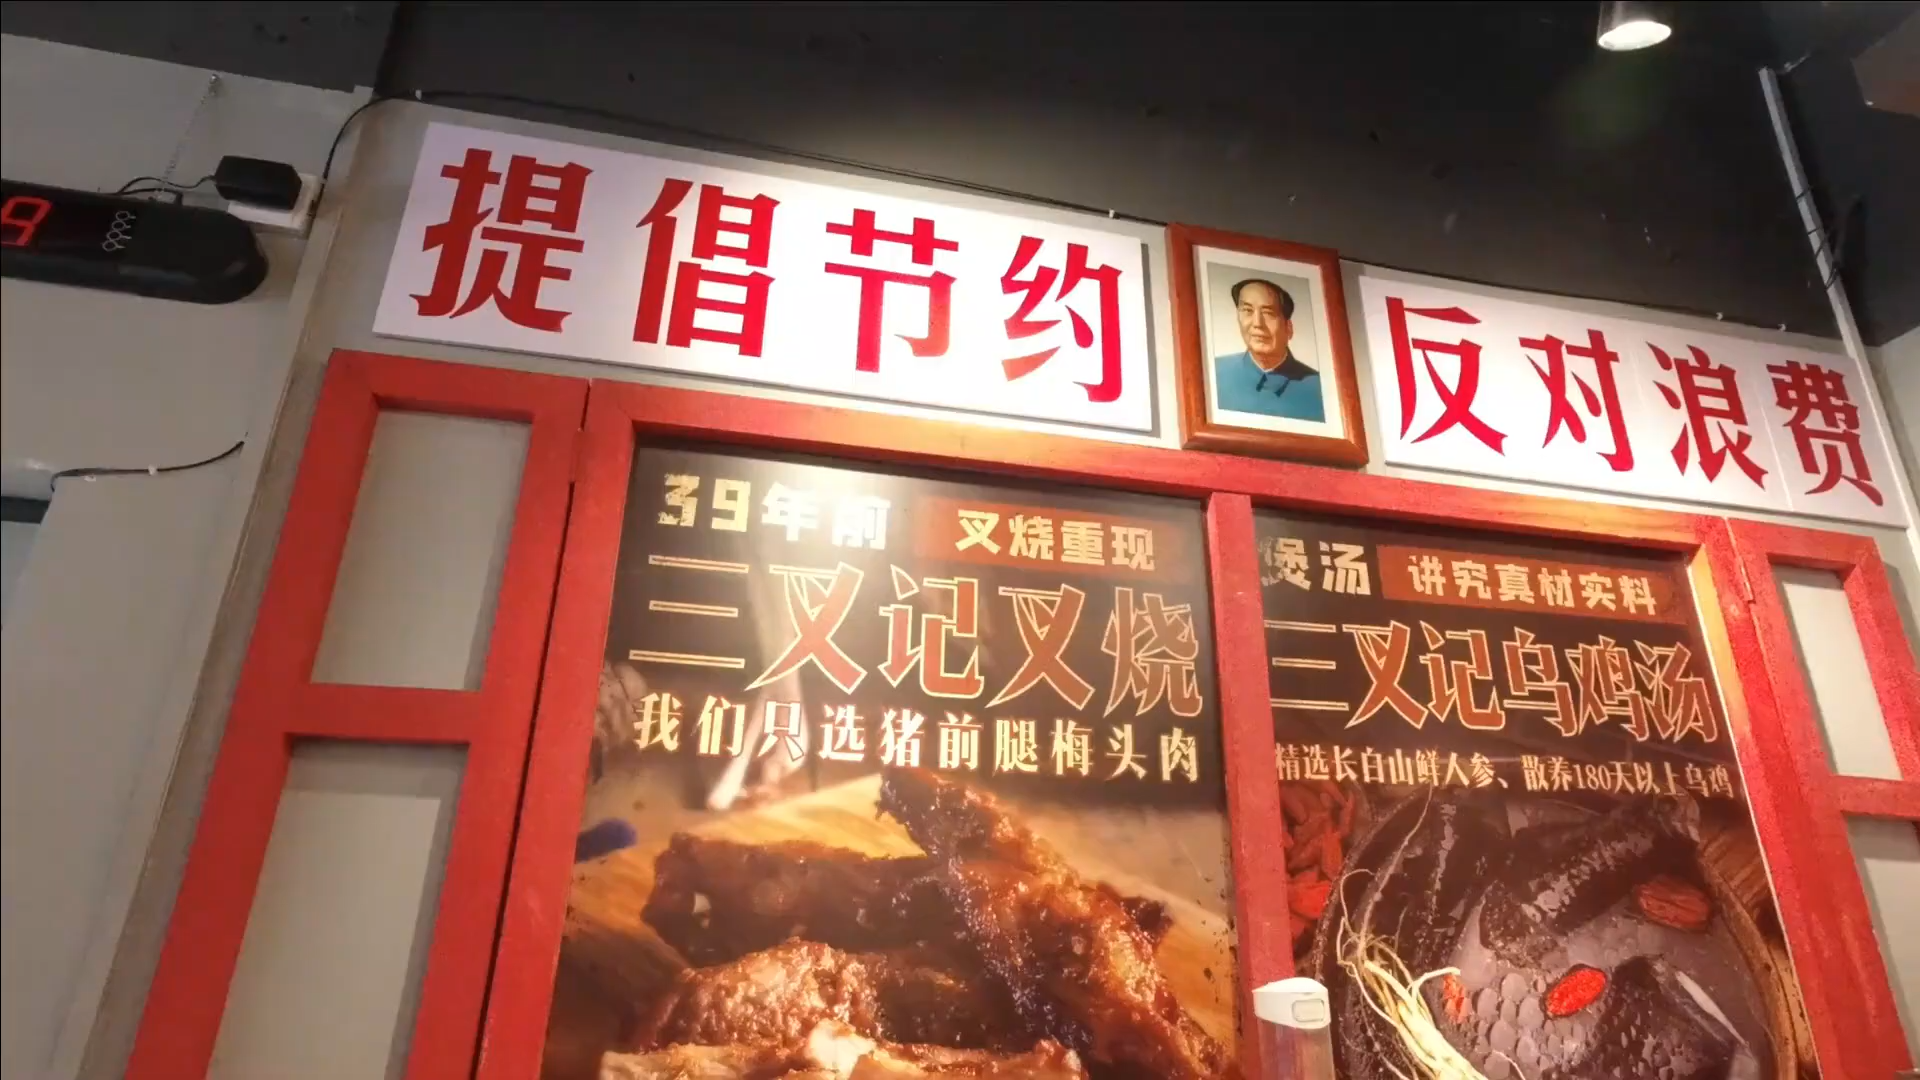 提倡节约
反对浪费
39年前 叉烧重现
三叉记叉烧
我们只选猪前腿梅头肉
煲汤 讲究真材实料
三叉记乌鸡汤
精选长白山鲜人参、散养180天以上乌鸡
9